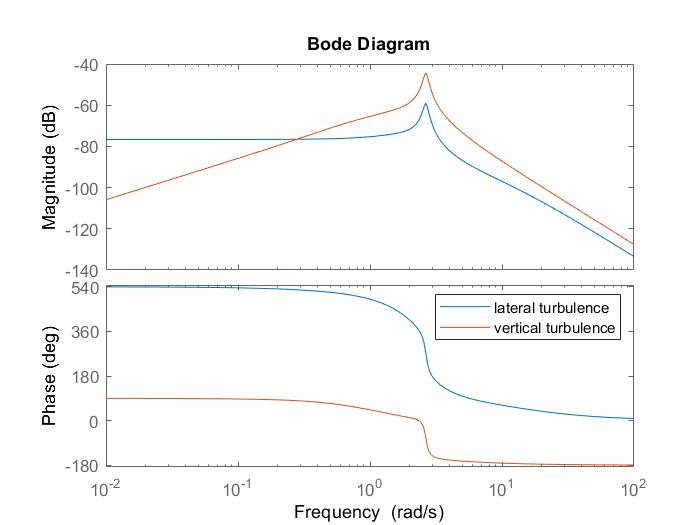 Bode Diagram
-40
-60
-80
-100
-120
-140
Magnitude (dB)
540
360
180
0
-180
Phase (deg)
lateral turbulence
vertical turbulence
10^-2 10^-1 10^0 10^1 10^2
Frequency (rad/s)